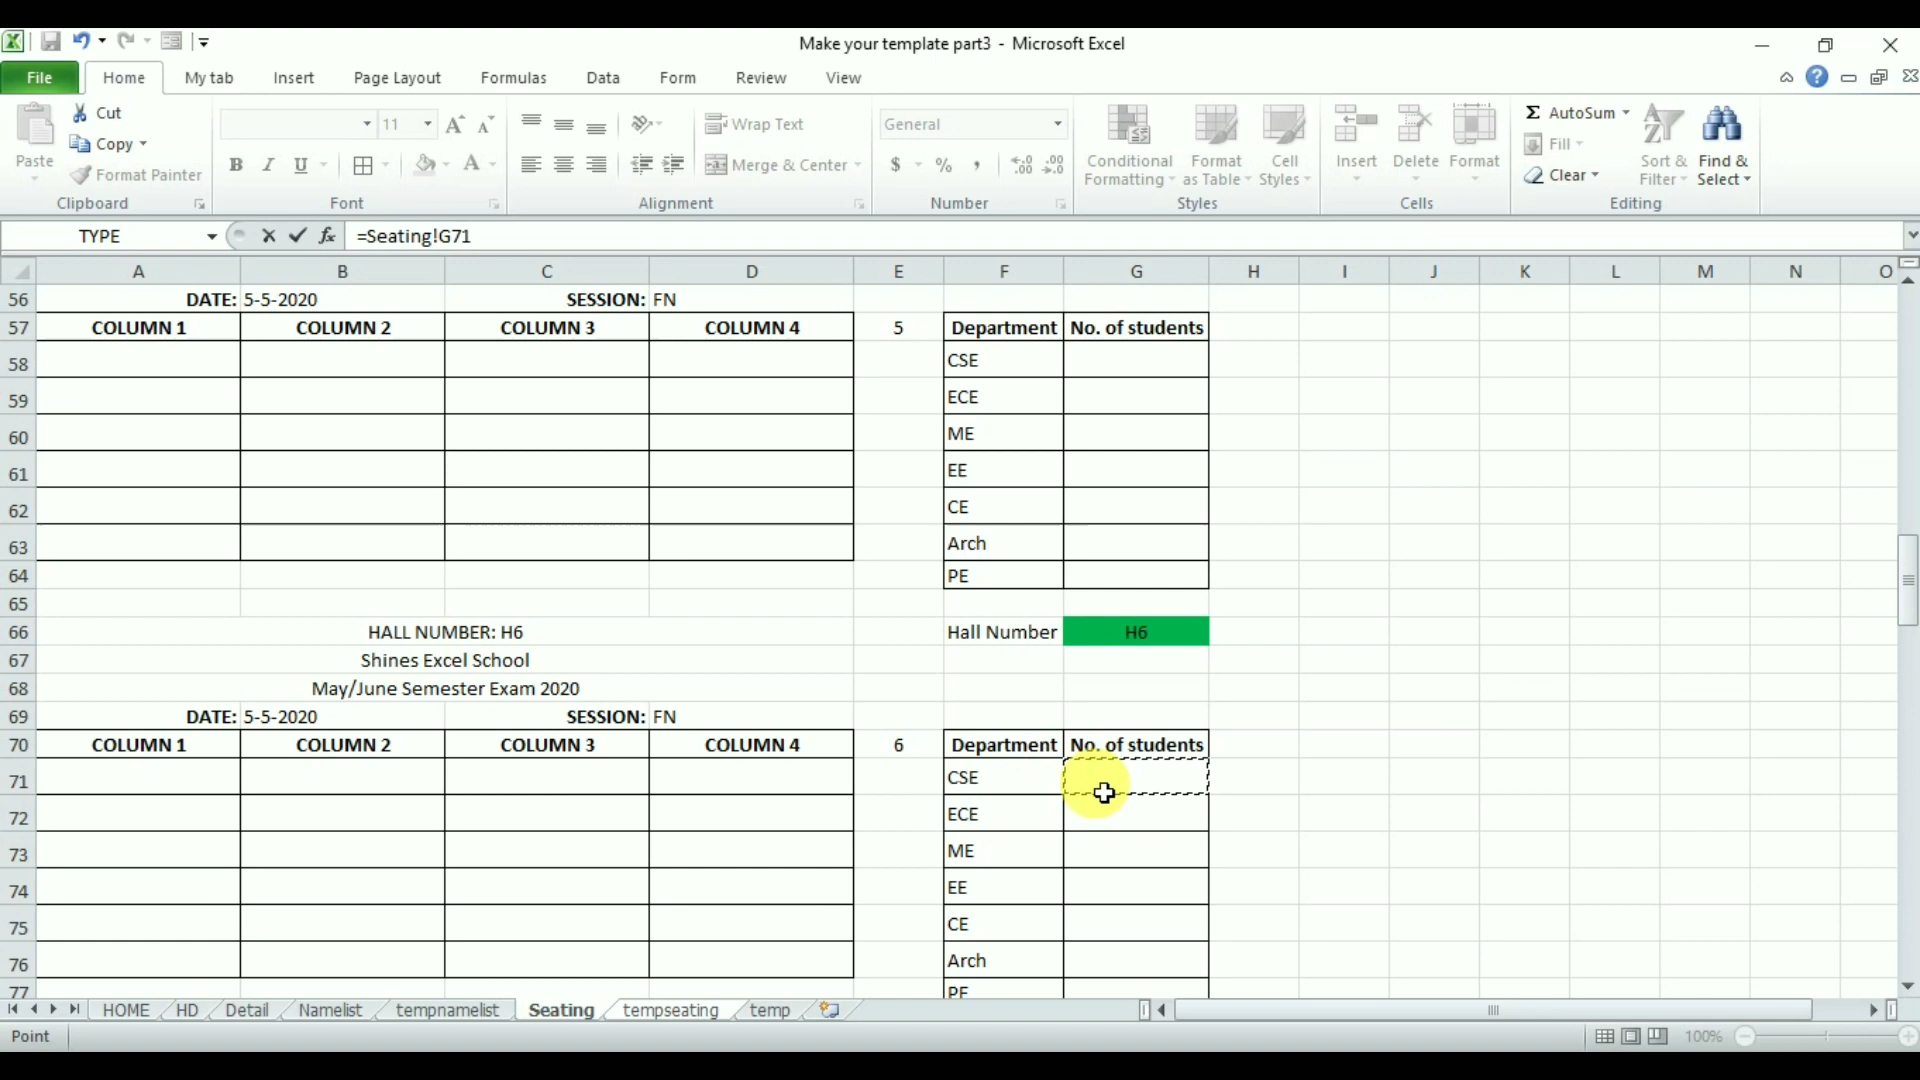 Make your template part3 - Microsoft Excel
File Home My tab Insert Page Layout Formulas Data Form Review View
Paste Cut Copy Format Painter Clipboard
11 B I U Font
Wrap Text Merge & Center Alignment
General $ % , Number
Conditional Formatting Format as Table Cell Styles Styles
Insert Delete Format Cells
Σ AutoSum Fill Clear Sort & Filter Find & Select Editing
TYPE fx =Seating!G71
A B C D E F G H I J K L M N O
56 DATE: 5-5-2020 SESSION: FN
57 COLUMN 1 COLUMN 2 COLUMN 3 COLUMN 4 5 Department No. of students
58 CSE
59 ECE
60 ME
61 EE
62 CE
63 Arch
64 PE
65
66 HALL NUMBER: H6 Hall Number H6
67 Shines Excel School
68 May/June Semester Exam 2020
69 DATE: 5-5-2020 SESSION: FN
70 COLUMN 1 COLUMN 2 COLUMN 3 COLUMN 4 6 Department No. of students
71 CSE
72 ECE
73 ME
74 EE
75 CE
76 Arch
77 PE
HOME HD Detail Namelist tempnamelist Seating tempseating temp
Point 100%